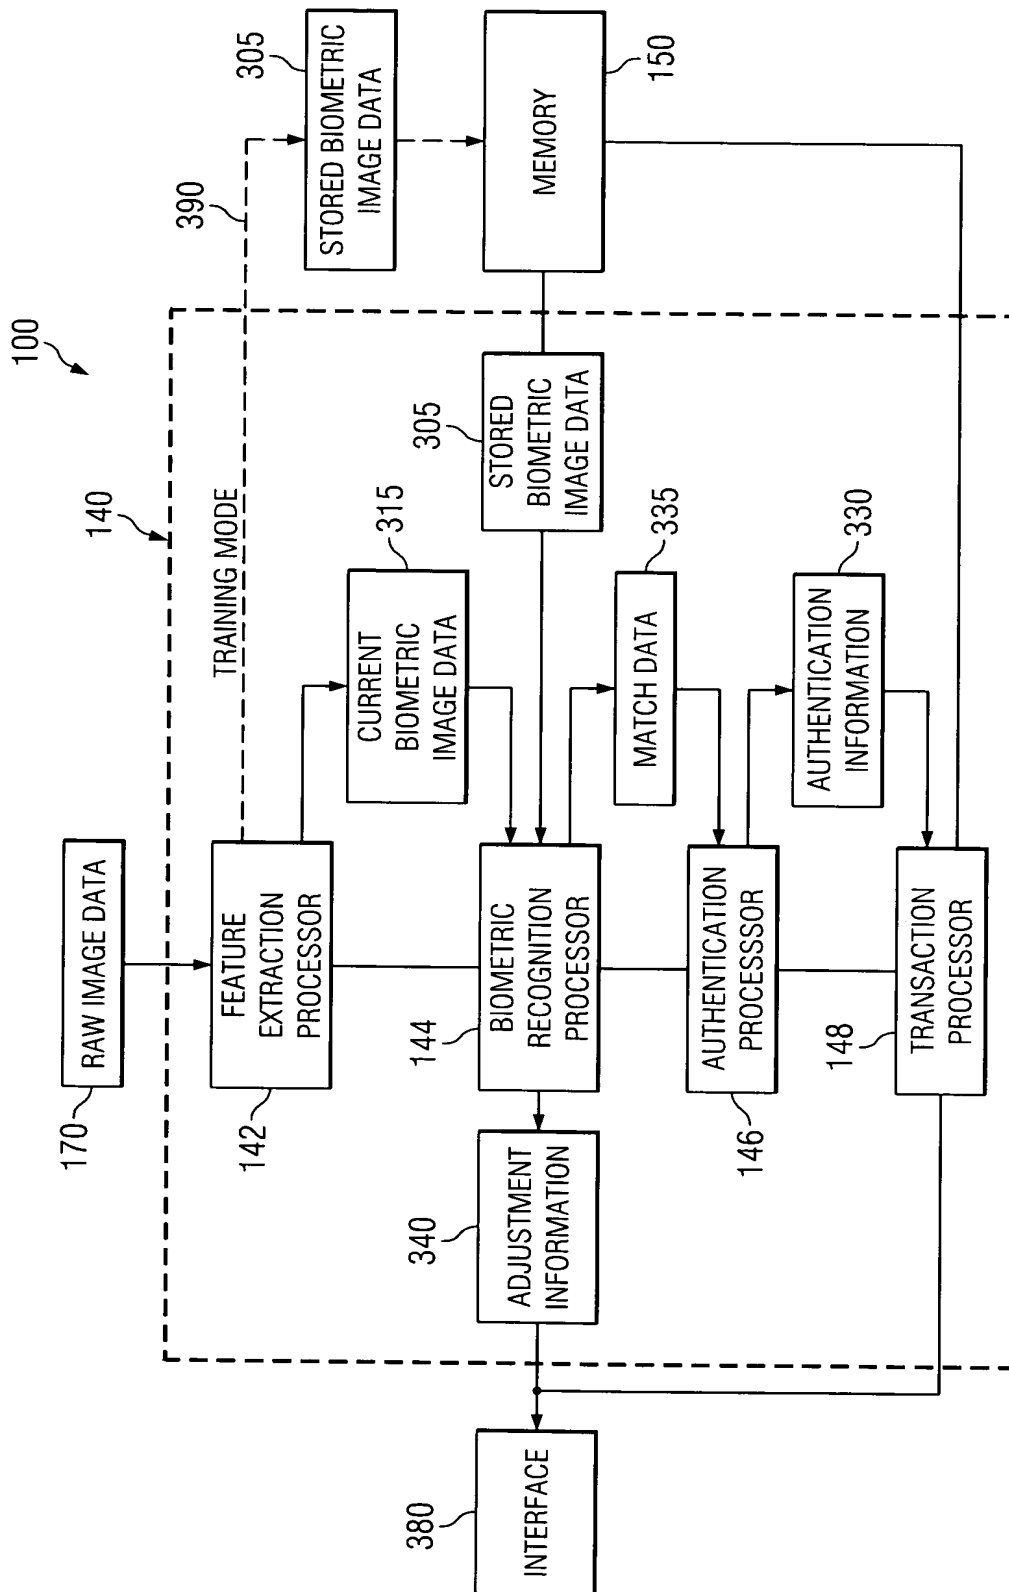 100
140
390
TRAINING MODE
170
RAW IMAGE DATA
142
FEATURE
EXTRACTION
PROCESSOR
315
CURRENT
BIOMETRIC
IMAGE DATA
305
STORED BIOMETRIC
IMAGE DATA
380
INTERFACE
340
ADJUSTMENT
INFORMATION
144
BIOMETRIC
RECOGNITION
PROCESSOR
305
STORED
BIOMETRIC
IMAGE DATA
150
MEMORY
335
MATCH DATA
146
AUTHENTICATION
PROCESSSOR
330
AUTHENTICATION
INFORMATION
148
TRANSACTION
PROCESSOR